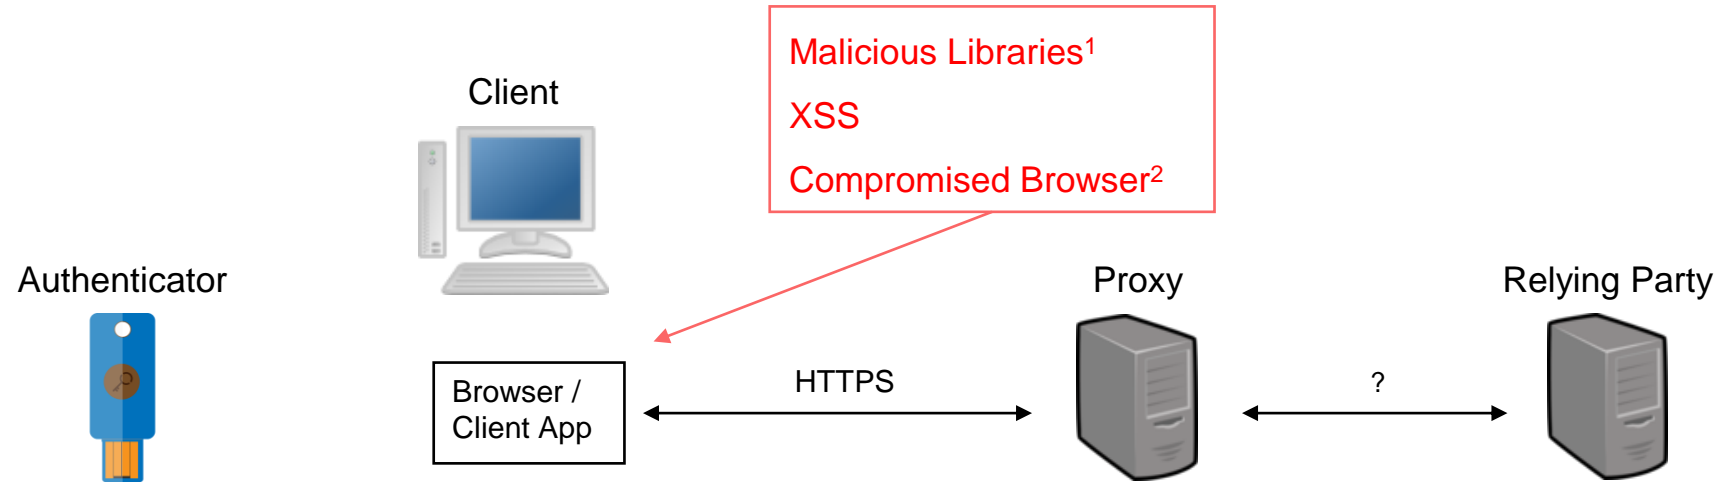 Malicious Libraries¹
XSS
Compromised Browser²
Client
Authenticator
Proxy
Relying Party
Browser /
Client App
HTTPS
?